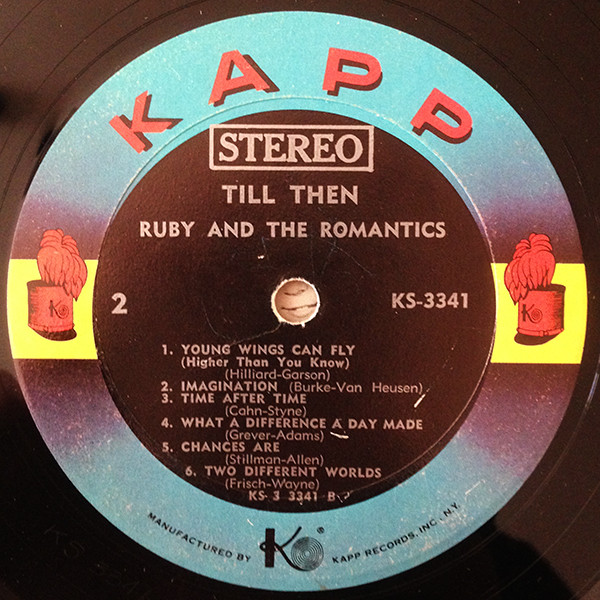 KAPP
STEREO
TILL THEN
RUBY AND THE ROMANTICS
2
KS-3341
1. YOUNG WINGS CAN FLY
(Higher Than You Know)
(Hilliard-Garson)
2. IMAGINATION (Burke-Van Heusen)
3. TIME AFTER TIME
(Cahn-Styne)
4. WHAT A DIFFERENCE A DAY MADE
(Grever-Adams)
5. CHANCES ARE
(Stillman-Allen)
6. TWO DIFFERENT WORLDS
(Frisch-Wayne)
KS 3 3341 B
K
K
MANUFACTURED BY K ® KAPP RECORDS, INC., N.Y.